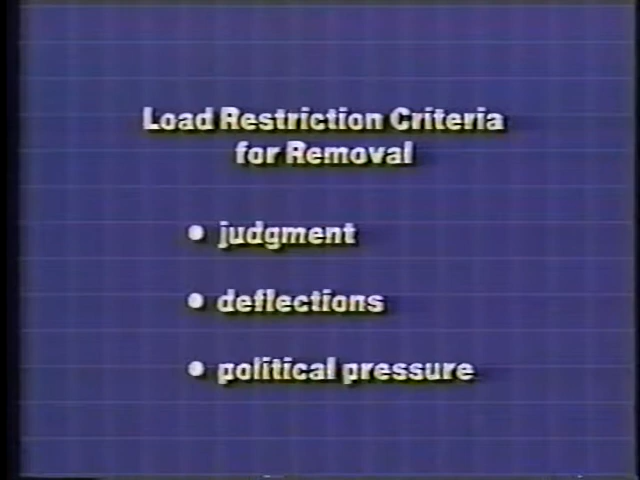 Load Restriction Criteria
for Removal
• judgment
• deflections
• political pressure